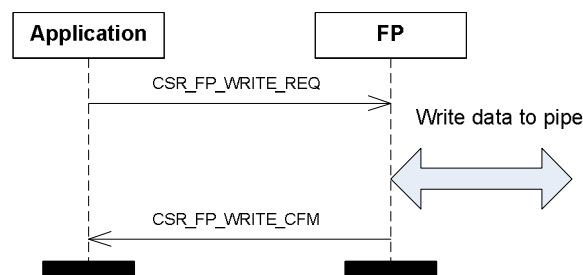 Application
FP
CSR_FP_WRITE_REQ
Write data to pipe
CSR_FP_WRITE_CFM